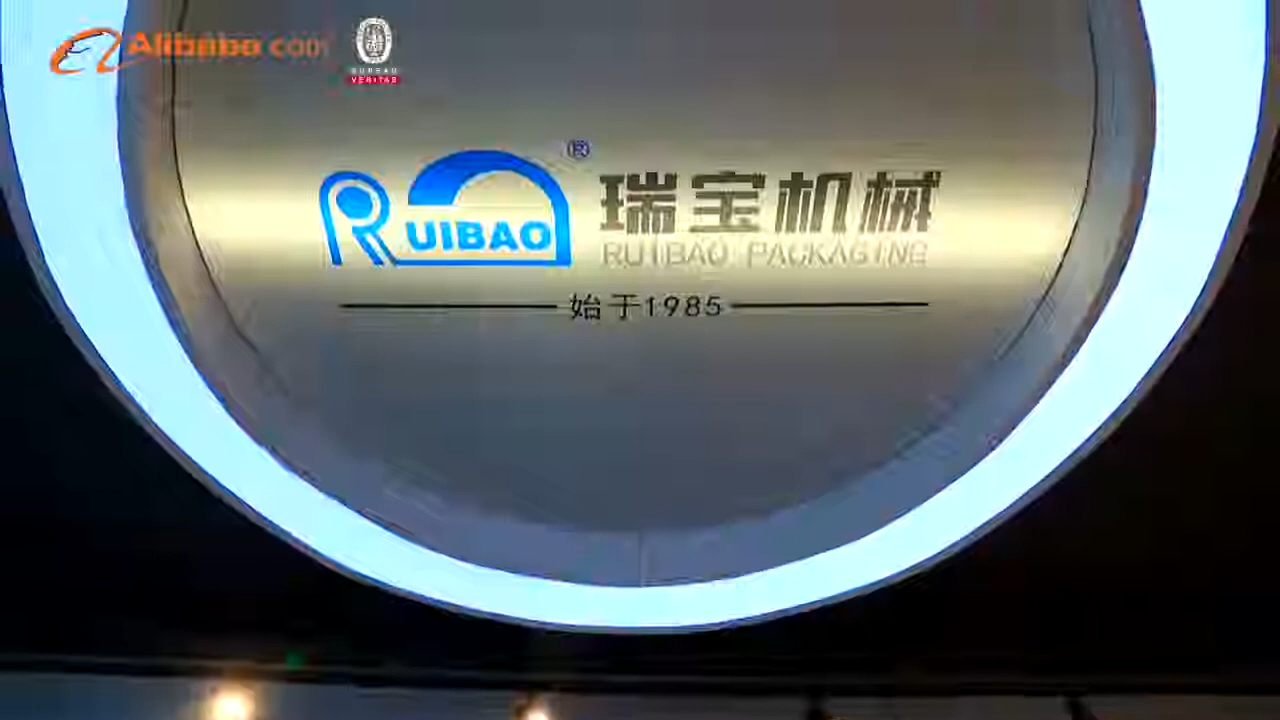 Alibaba.com
BUREAU
VERITAS
RUIBAO ®
瑞宝机械
RUIBAO PACKAGING
始于1985